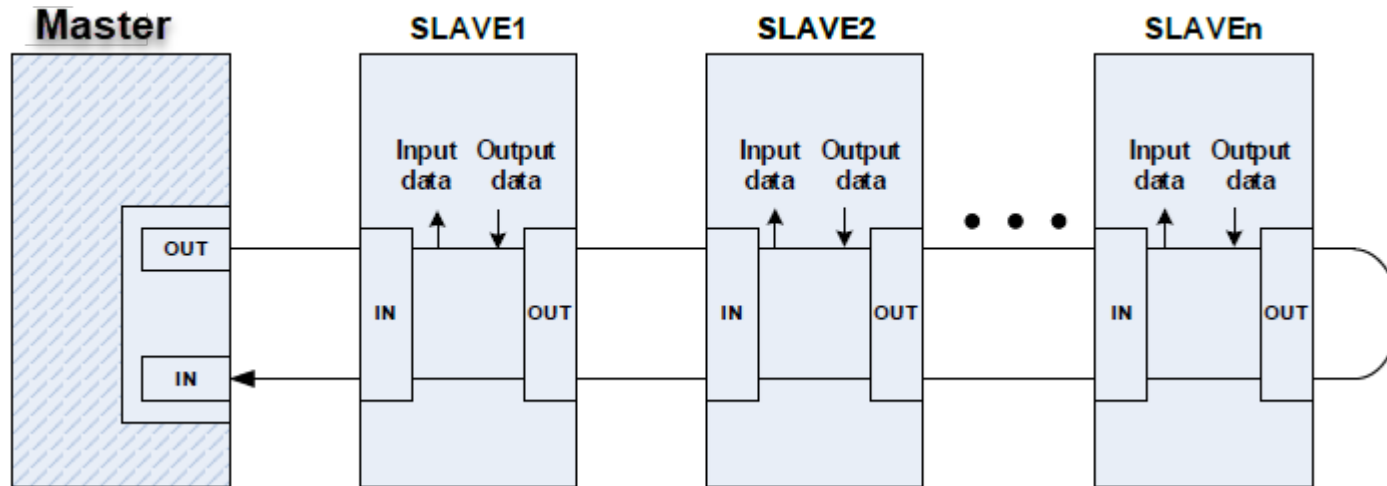 Master
SLAVE1
SLAVE2
SLAVEn
Input
data
Output
data
Input
data
Output
data
Input
data
Output
data
OUT
IN
IN
OUT
IN
OUT
IN
OUT